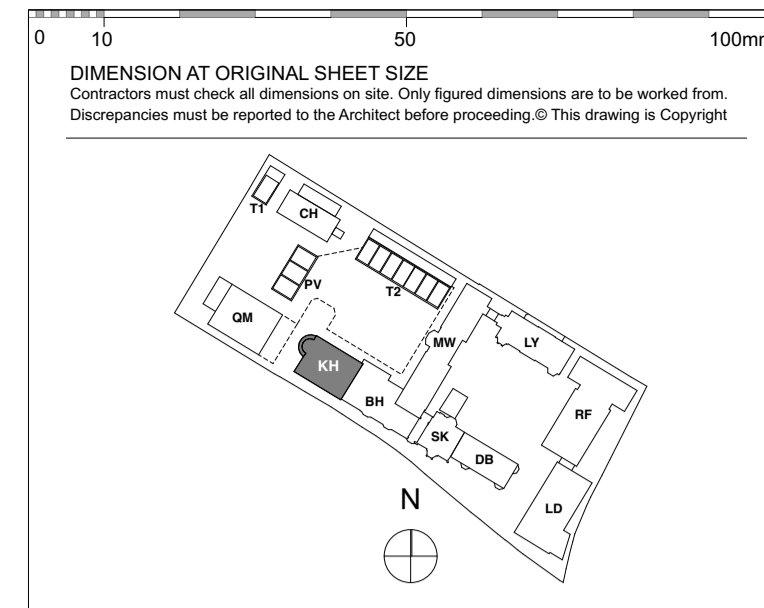 0 10 50 100mm
DIMENSION AT ORIGINAL SHEET SIZE
Contractors must check all dimensions on site. Only figured dimensions are to be worked from.
Discrepancies must be reported to the Architect before proceeding.© This drawing is Copyright
T1
CH
PV
T2
QM
MW
LY
KH
BH
RF
SK
DB
LD
N